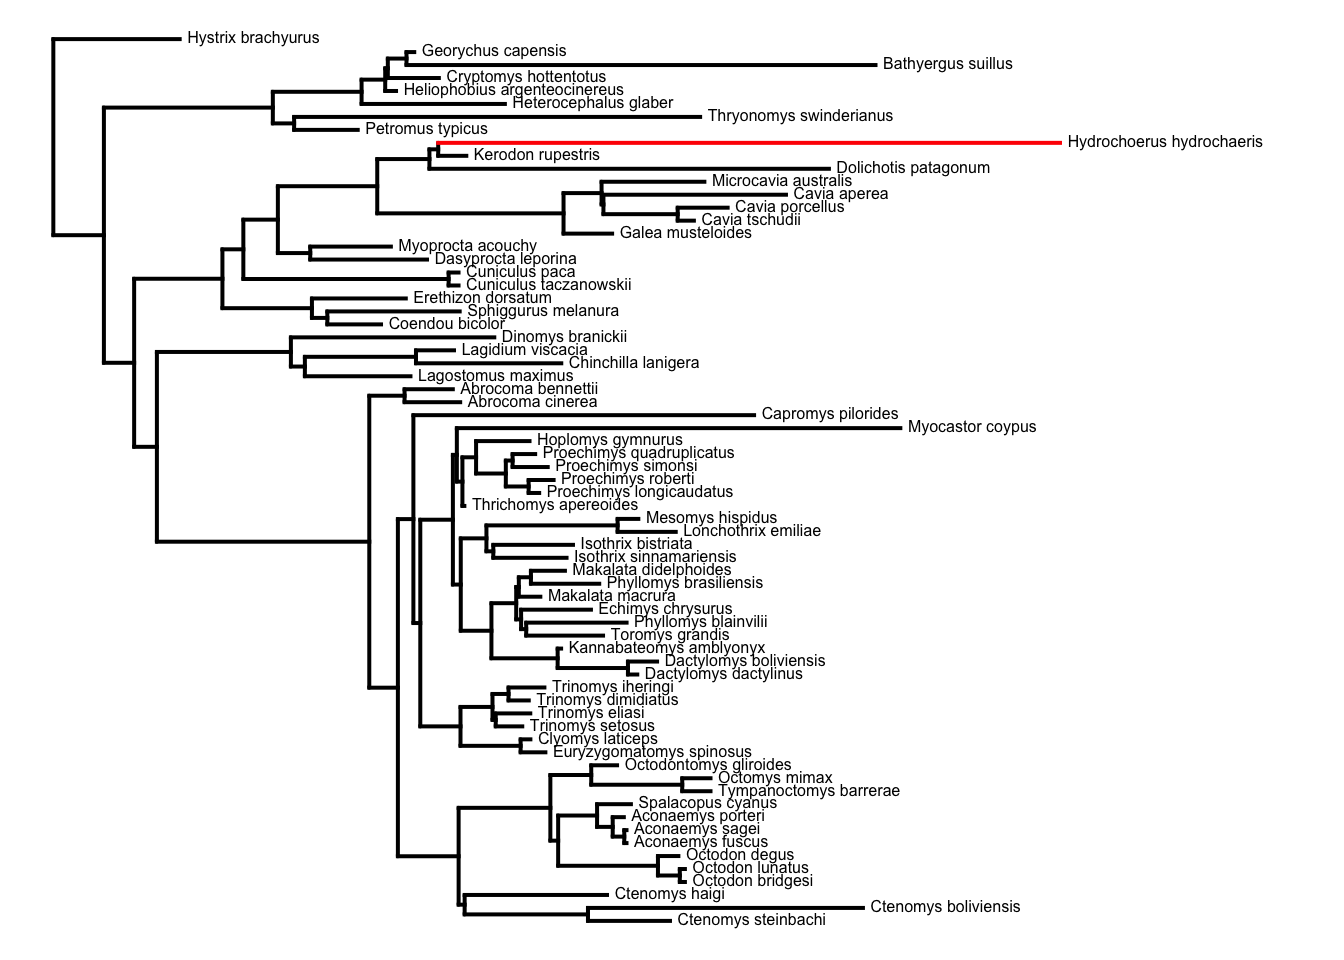 Hystrix brachyurus
Georychus capensis
Bathyergus suillus
Cryptomys hottentotus
Heliophobius argenteocinereus
Heterocephalus glaber
Thryonomys swinderianus
Petromus typicus
Hydrochoerus hydrochaeris
Kerodon rupestris
Dolichotis patagonum
Microcavia australis
Cavia aperea
Cavia porcellus
Cavia tschudii
Galea musteloides
Myoprocta acouchy
Dasyprocta leporina
Cuniculus paca
Cuniculus taczanowskii
Erethizon dorsatum
Sphiggurus melanura
Coendou bicolor
Dinomys branickii
Lagidium viscacia
Chinchilla lanigera
Lagostomus maximus
Abrocoma bennettii
Abrocoma cinerea
Capromys pilorides
Myocastor coypus
Hoplomys gymnurus
Proechimys quadruplicatus
Proechimys simonsi
Proechimys roberti
Proechimys longicaudatus
Thrichomys apereoides
Mesomys hispidus
Lonchothrix emiliae
Isothrix bistriata
Isothrix sinnamariensis
Makalata didelphoides
Phyllomys brasiliensis
Makalata macrura
Echimys chrysurus
Phyllomys blainvilii
Toromys grandis
Kannabateomys amblyonyx
Dactylomys boliviensis
Dactylomys dactylinus
Trinomys iheringi
Trinomys dimidiatus
Trinomys eliasi
Trinomys setosus
Clyomys laticeps
Euryzygomatomys spinosus
Octodontomys gliroides
Octomys mimax
Tympanoctomys barrerae
Spalacopus cyanus
Aconaemys porteri
Aconaemys sagei
Aconaemys fuscus
Octodon degus
Octodon lunatus
Octodon bridgesi
Ctenomys haigi
Ctenomys boliviensis
Ctenomys steinbachi